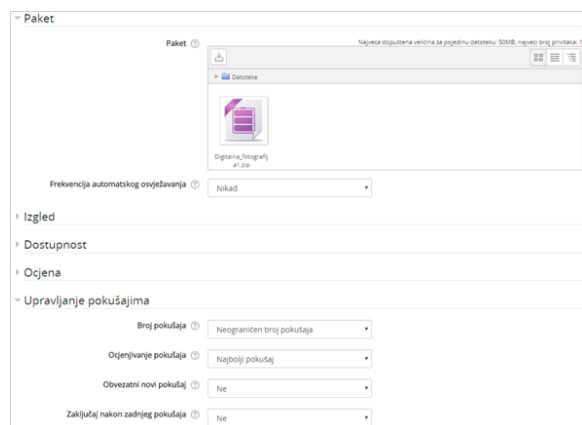 Paket
Paket
Najveća dopuštena veličina za pojedinu datoteku: 50MB, najveći broj privitaka: 1
Datoteke
Digitalna_fotografij
a1.zip
Frekvencija automatskog osvježavanja
Nikad
Izgled
Dostupnost
Ocjena
Upravljanje pokušajima
Broj pokušaja
Neograničen broj pokušaja
Ocjenjivanje pokušaja
Najbolji pokušaj
Obvezatni novi pokušaj
Ne
Zaključaj nakon zadnjeg pokušaja
Ne